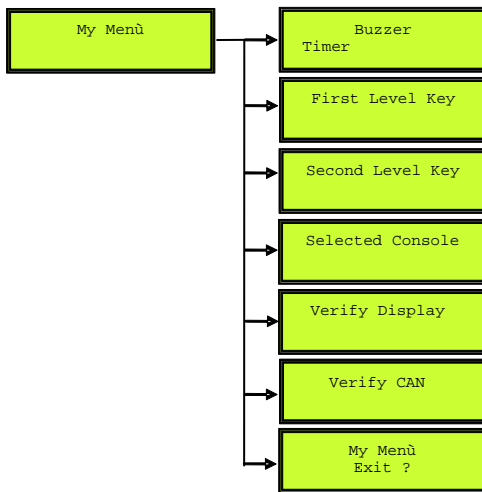 My Menù
Buzzer
Timer
First Level Key
Second Level Key
Selected Console
Verify Display
Verify CAN
My Menù
Exit ?